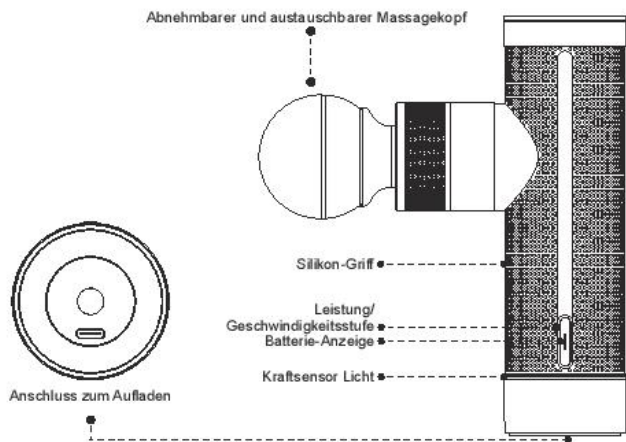 Abnehmbarer und austauschbarer Massagekopf
Silikon-Griff
Leistung/
Geschwindigkeitsstufe
Batterie-Anzeige
Kraftsensor Licht
Anschluss zum Aufladen